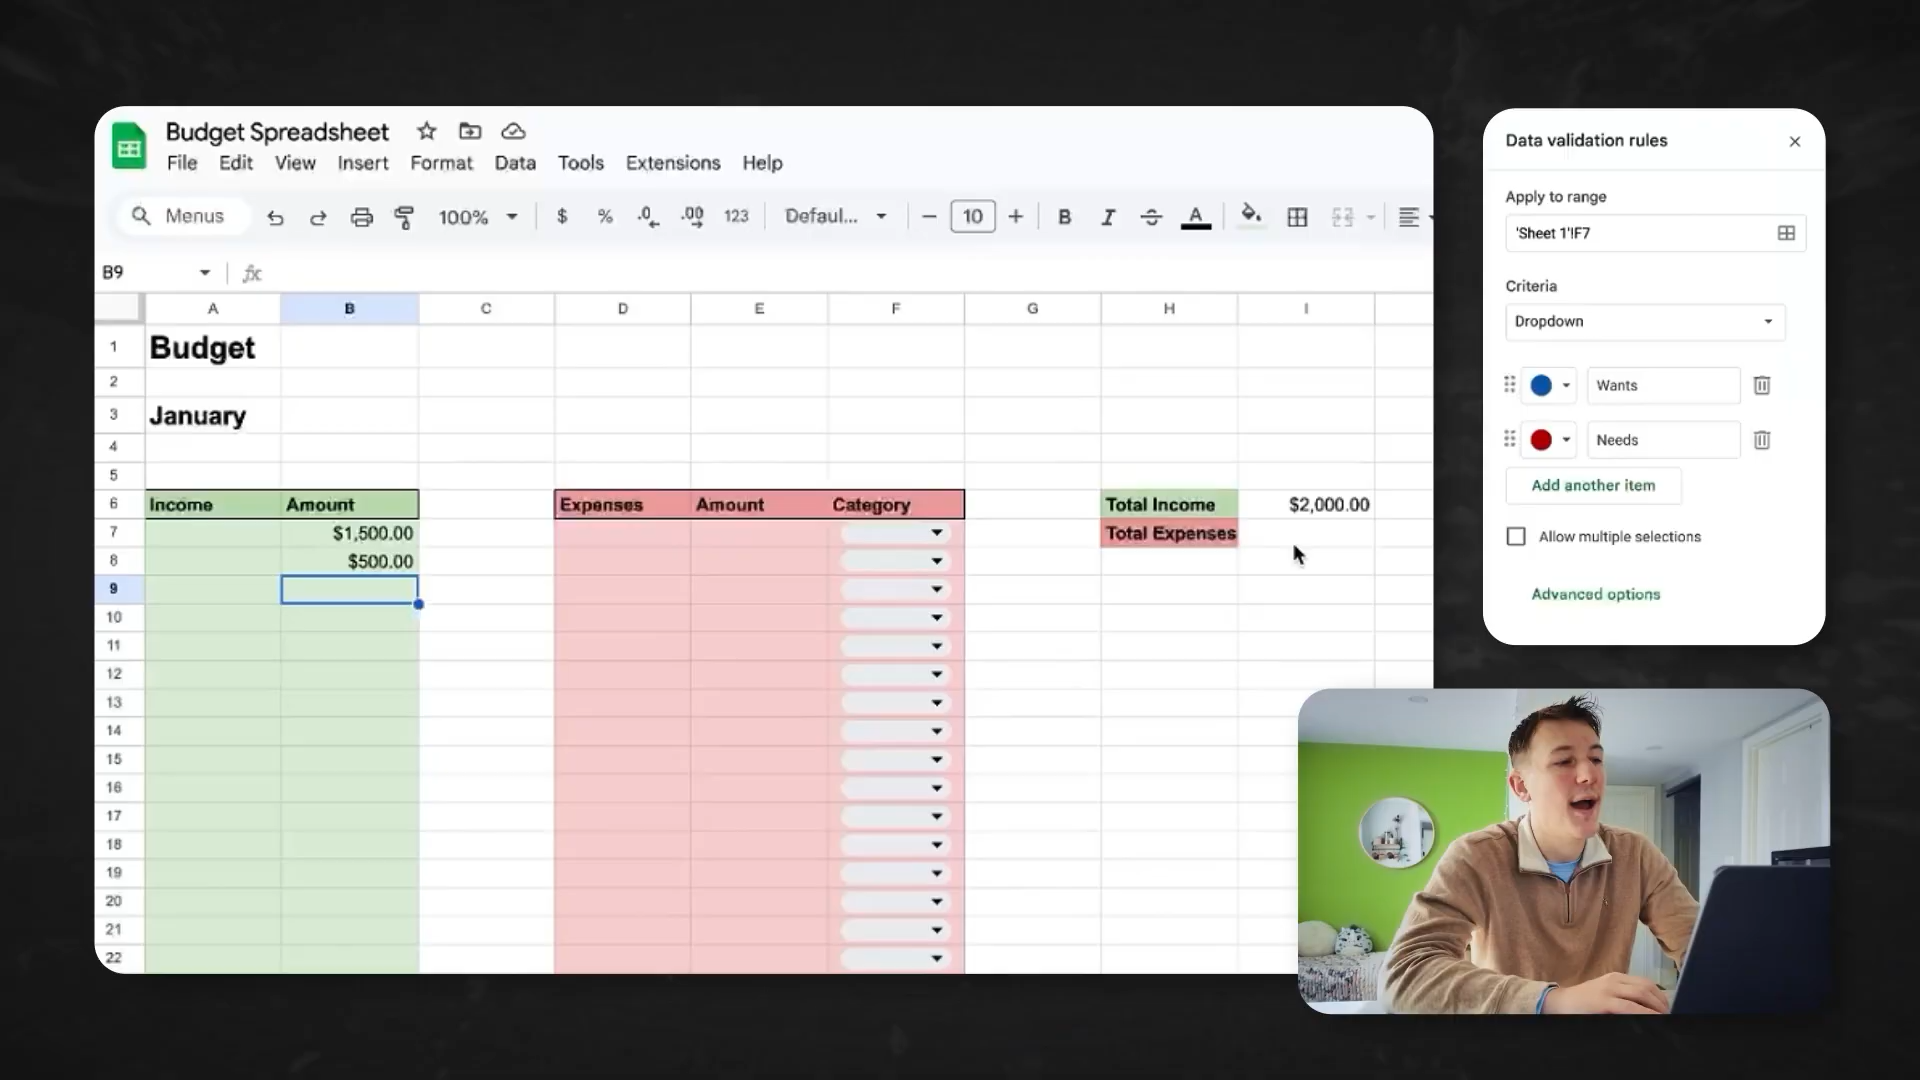 Budget Spreadsheet
File Edit View Insert Format Data Tools Extensions Help
Menus 100% $ % .0 .00 123 Defaul... − 10 + B I A
B9 fx
A B C D E F G H I
1 Budget
2
3 January
4
5
6 Income Amount Expenses Amount Category Total Income $2,000.00
7 $1,500.00 Total Expenses
8 $500.00
9
10
11
12
13
14
15
16
17
18
19
20
21
22
Data validation rules
Apply to range
'Sheet 1'!F7
Criteria
Dropdown
Wants
Needs
Add another item
Allow multiple selections
Advanced options